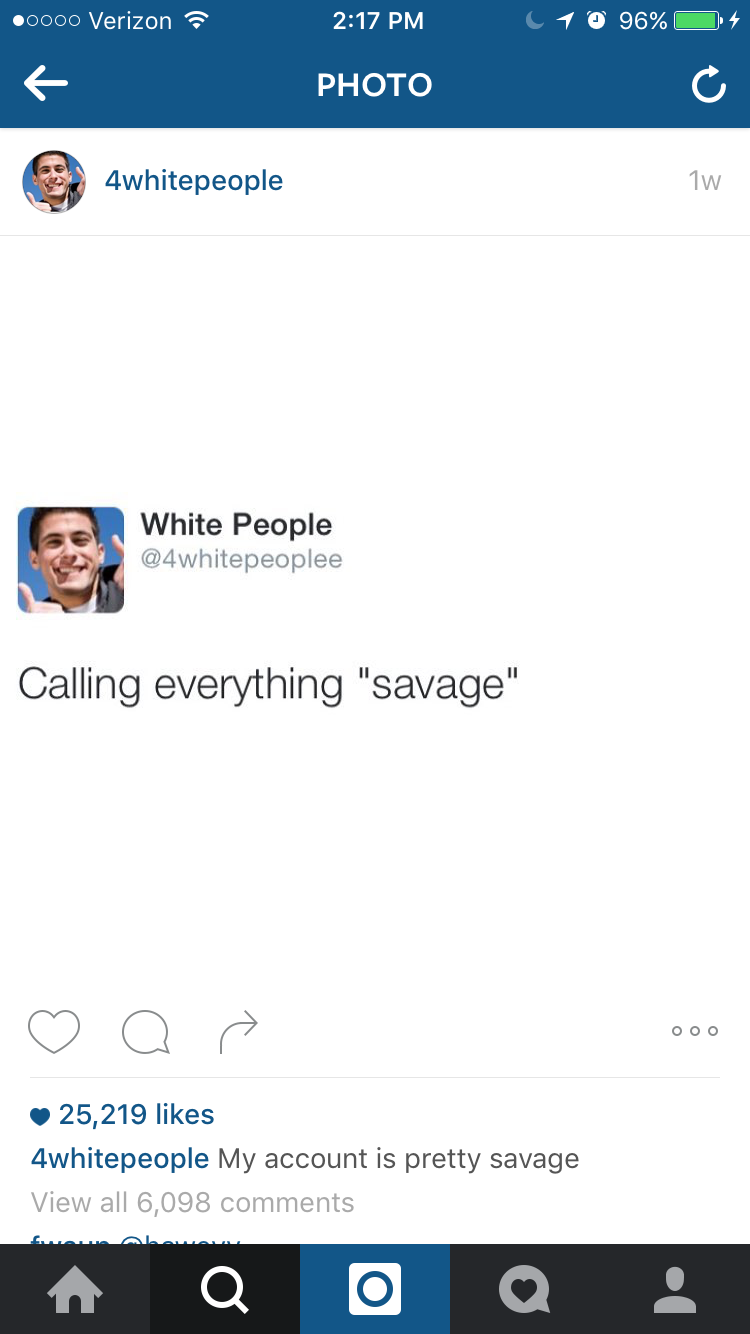 Verizon 2:17 PM 96%
PHOTO
4whitepeople 1w
White People
@4whitepeoplee
Calling everything "savage"
25,219 likes
4whitepeople My account is pretty savage
View all 6,098 comments